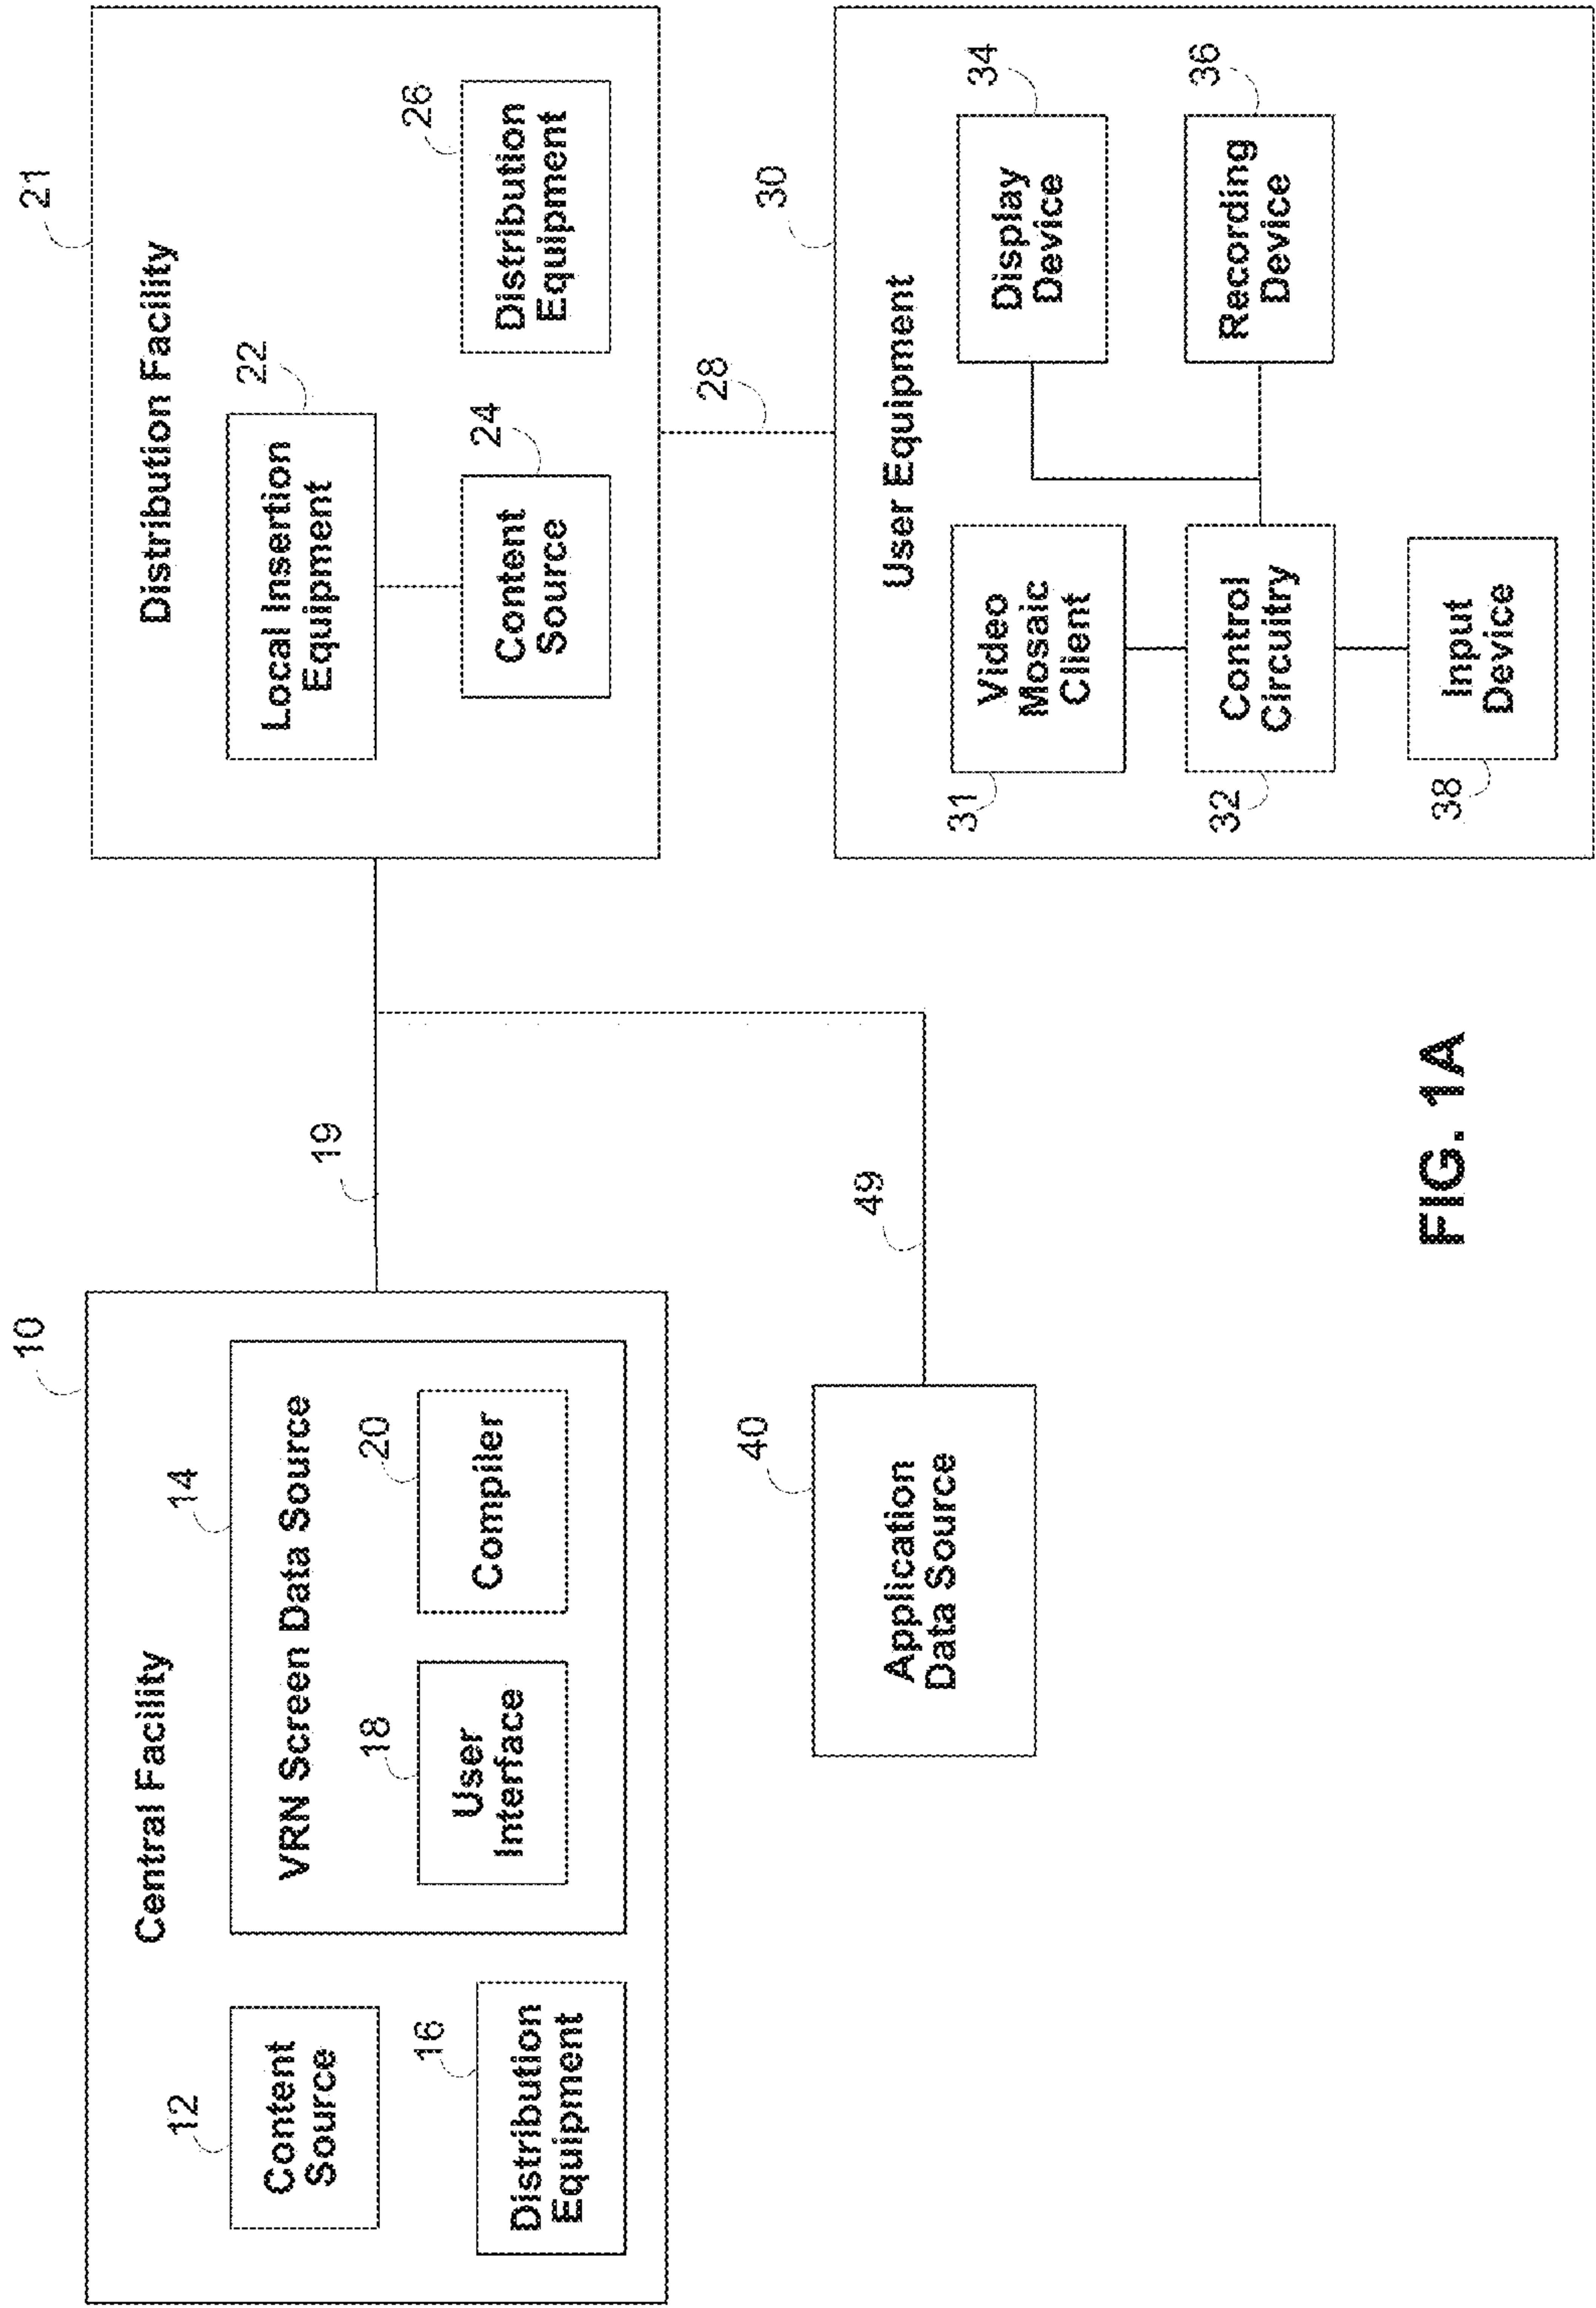 10
Central Facility
12
Content
Source
14
VRN Screen Data Source
16
Distribution
Equipment
18
User
Interface
20
Compiler
19
21
Distribution Facility
22
Local Insertion
Equipment
24
Content
Source
26
Distribution
Equipment
28
40
Application
Data Source
49
30
User Equipment
31
Video
Mosaic
Client
32
Control
Circuitry
34
Display
Device
36
Recording
Device
38
Input
Device
FIG. 1A